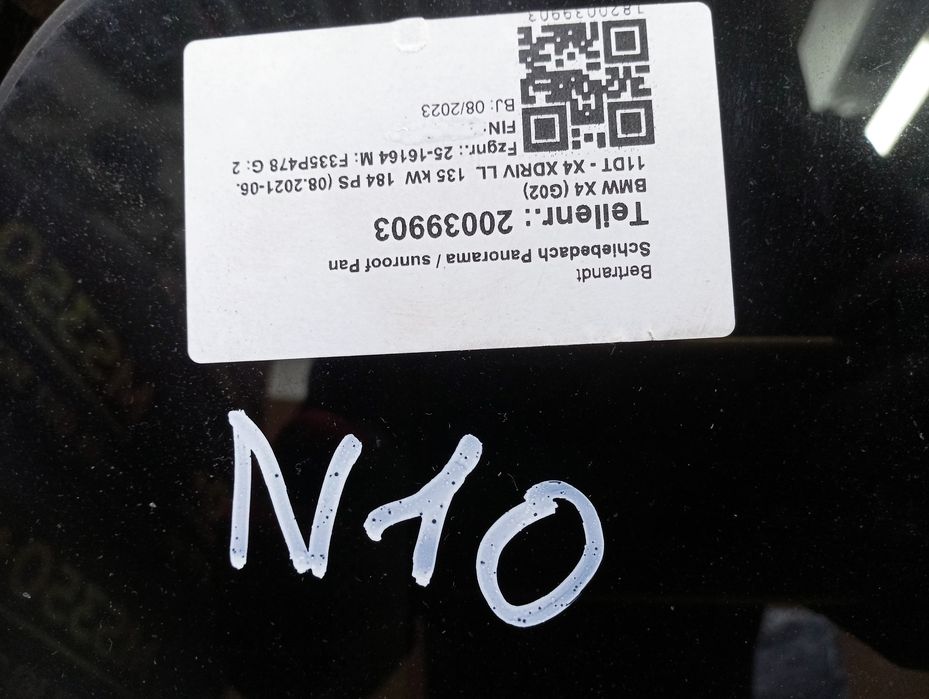 Bertrandt
Schiebedach Panorama / sunroof Pan
Teilenr.: 20039903
BMW X4 (G02)
11DT - X4 XDRIV LL 135 kW 184 PS (08.2021-06.
Fzgnr.: 25-16164 M: F335P478 G: 2
FIN:
BJ: 08/2023
1820039903
N10